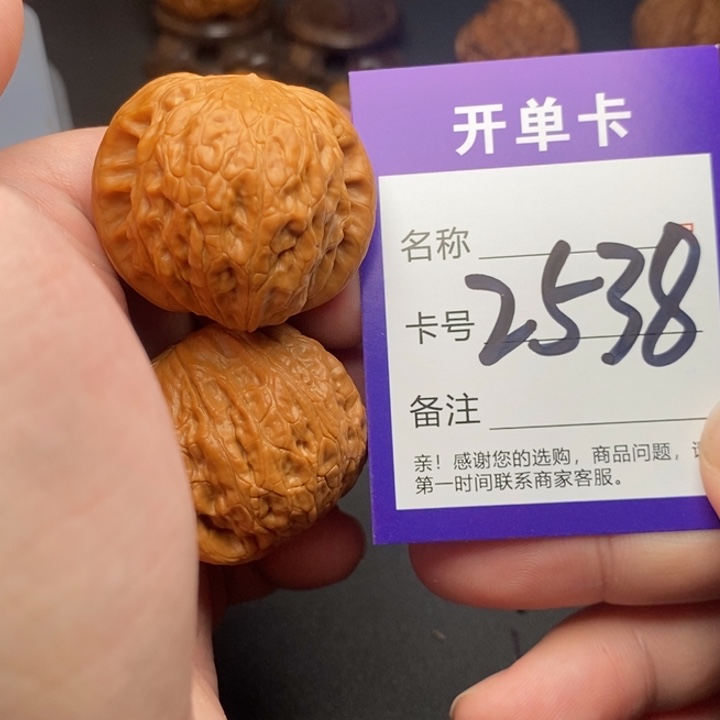 开单卡
名称
卡号 2538
备注
亲！感谢您的选购，商品问题，
第一时间联系商家客服。